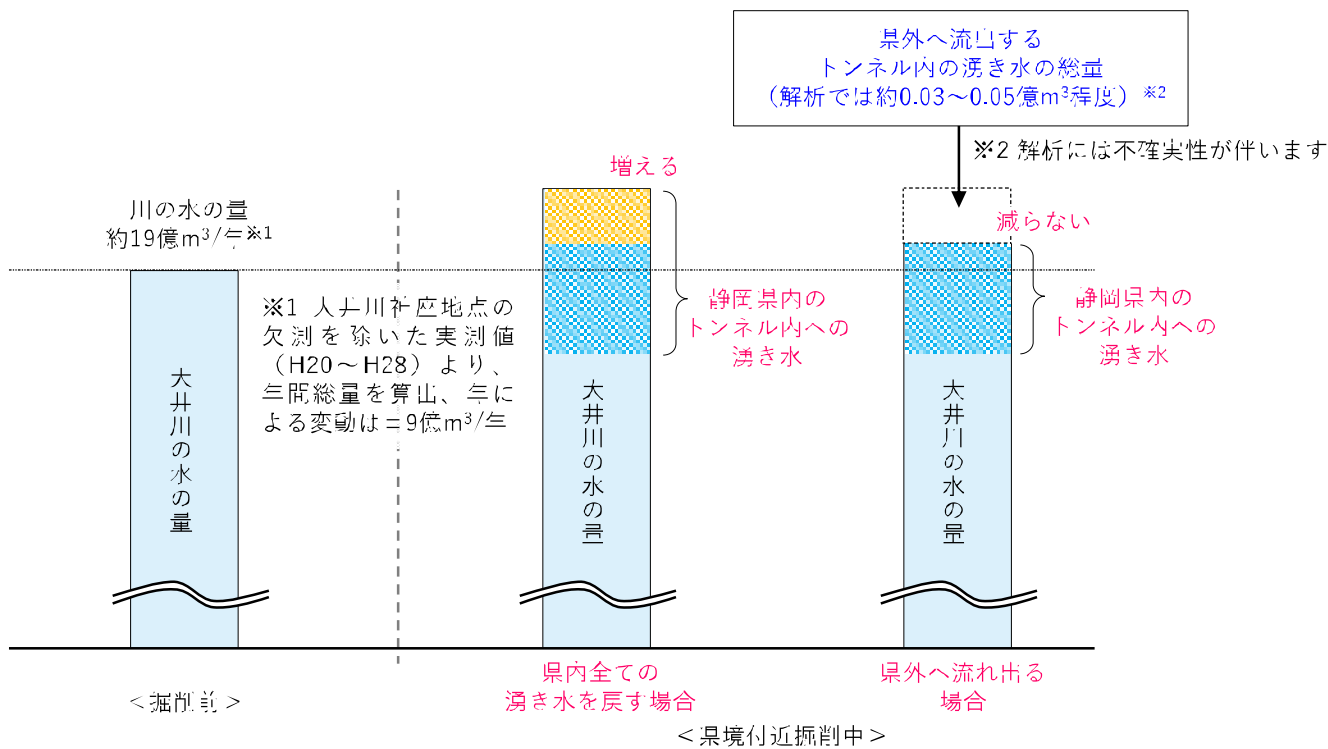 県外へ流出する
トンネル内の湧き水の総量
（解析では約0.03～0.05億m³程度）※2
※2 解析には不確実性が伴います
増える
減らない
川の水の量
約19億m³/年※1
※1 大井川神座地点の
欠測を除いた実測値
（H20～H28）より、
年間総量を算出、年に
よる変動は±9億m³/年
静岡県内の
トンネル内への
湧き水
静岡県内の
トンネル内への
湧き水
大井川の水の量
大井川の水の量
大井川の水の量
＜掘削前＞
県内全ての
湧き水を戻す場合
県外へ流れ出る
場合
＜県境付近掘削中＞